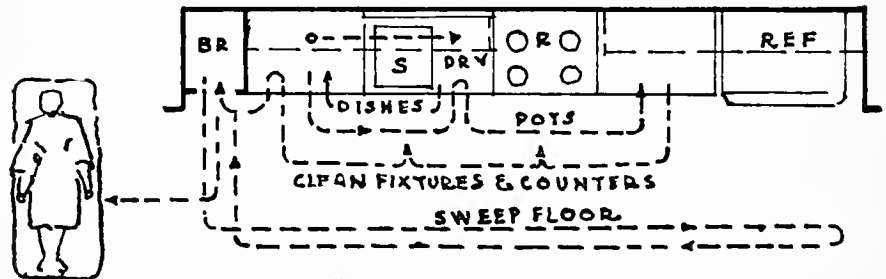 BR
S
DRY
R
REF
DISHES
POTS
CLEAN FIXTURES & COUNTERS
SWEEP FLOOR